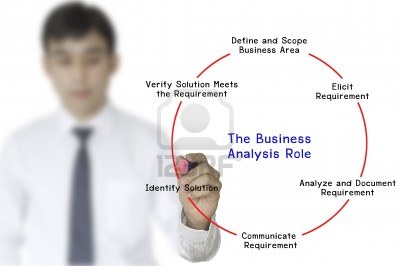 Define and Scope
Business Area
Elicit
Requirement
Analyze and Document
Requirement
Communicate
Requirement
Identify Solution
Verify Solution Meets
the Requirement
The Business
Analysis Role